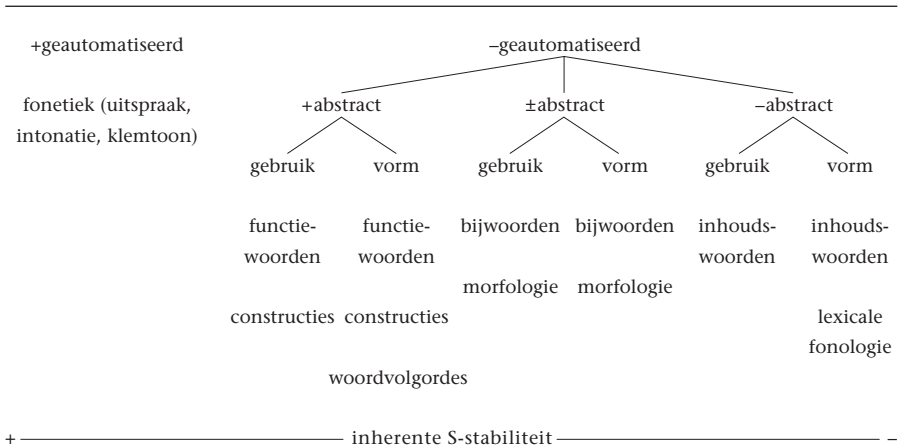 +geautomatiseerd –geautomatiseerd
fonetiek (uitspraak, +abstract ±abstract –abstract
intonatie, klemtoon)
gebruik vorm gebruik vorm gebruik vorm
functie- functie- bijwoorden bijwoorden inhouds- inhouds-
woorden woorden woorden woorden
morfologie morfologie
constructies constructies lexicale
fonologie
woordvolgordes
+ inherente S-stabiliteit –